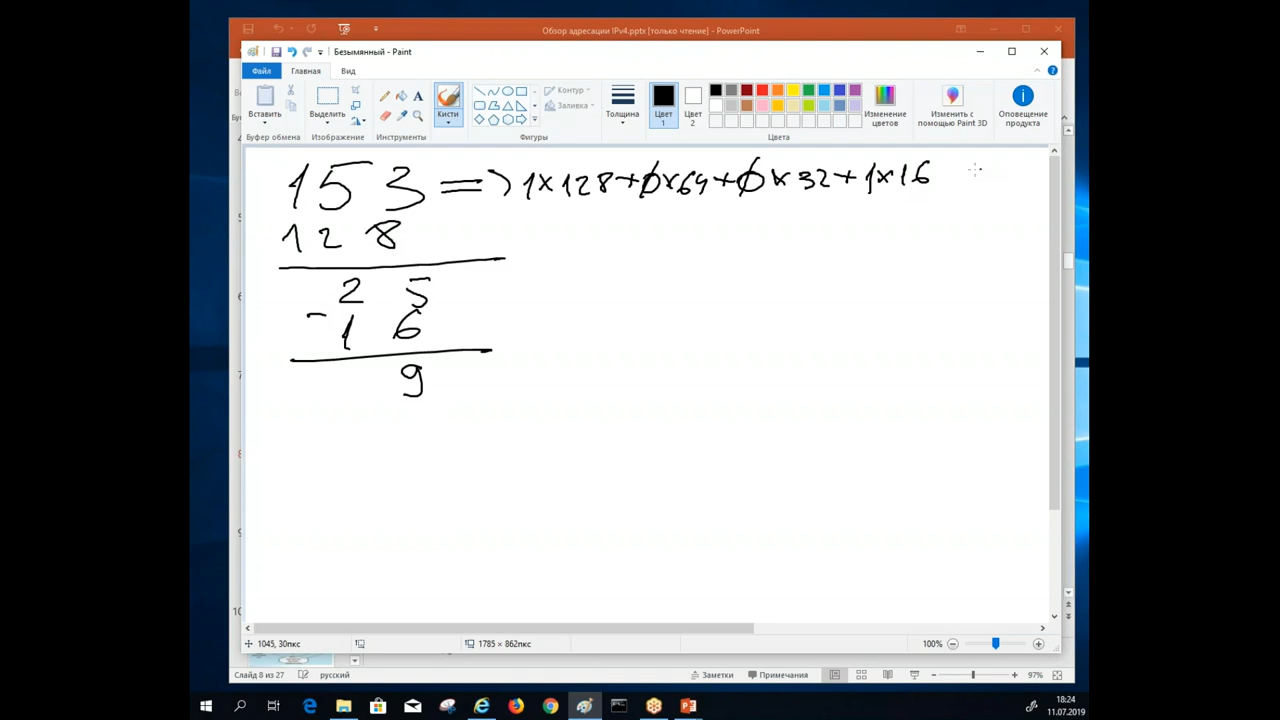 Обзор адресации IPv4.pptx [только чтение] - PowerPoint
Безымянный - Paint
Файл
Главная
Вид
Вставить
Выделить
A
Контур
Заливка
Кисти
Толщина
Цвет 1
Цвет 2
Изменение цветов
Изменить с помощью Paint 3D
Оповещение продукта
Буфер обмена
Изображение
Фигуры
Цвета
153 => 1×128+0×64+0×32+1×16
128
25
-16
9
1045, 30пкс
1785 × 862пкс
100%
Слайд 8 из 27
русский
Заметки
Примечания
97%
18:24
11.07.2019